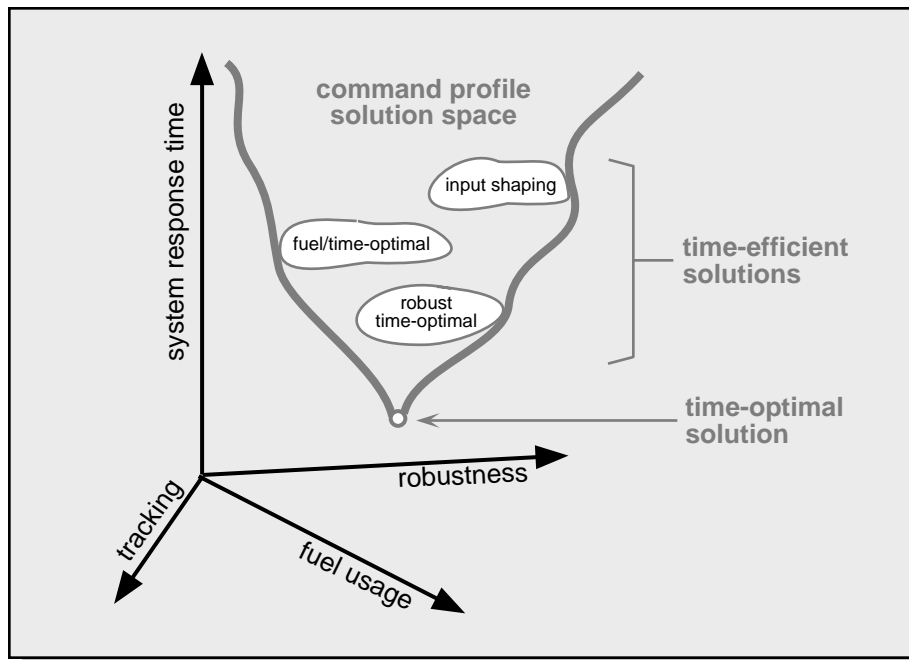 command profile
solution space
system response time
input shaping
fuel/time-optimal
time-efficient
solutions
robust
time-optimal
time-optimal
solution
robustness
tracking
fuel usage